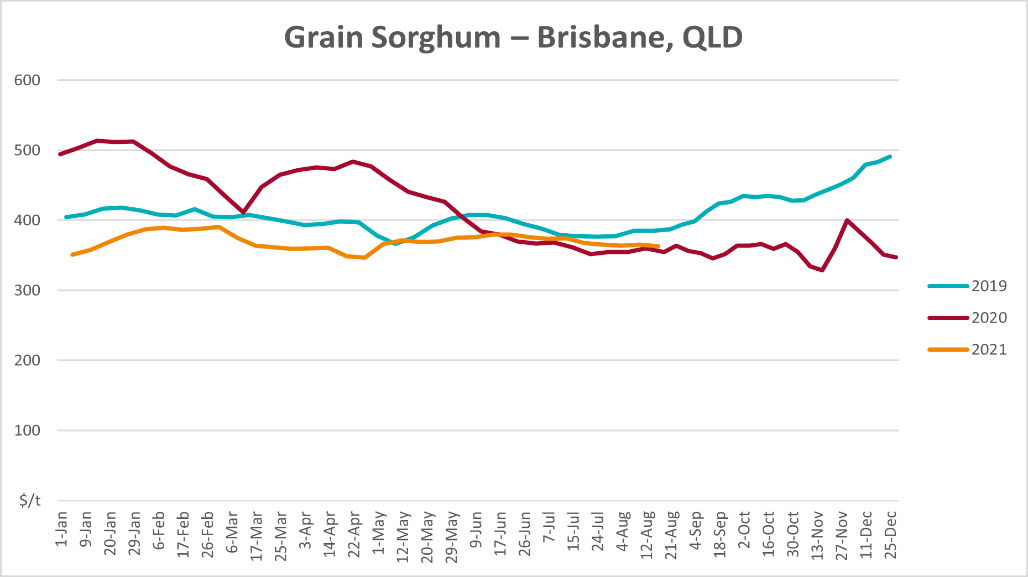 Grain Sorghum – Brisbane, QLD
600
500
400
300
200
100
$/t
1-Jan
9-Jan
20-Jan
29-Jan
6-Feb
17-Feb
26-Feb
6-Mar
17-Mar
25-Mar
3-Apr
14-Apr
22-Apr
1-May
12-May
20-May
29-May
9-Jun
17-Jun
26-Jun
7-Jul
15-Jul
24-Jul
4-Aug
12-Aug
21-Aug
4-Sep
18-Sep
2-Oct
16-Oct
30-Oct
13-Nov
27-Nov
11-Dec
25-Dec
2019
2020
2021